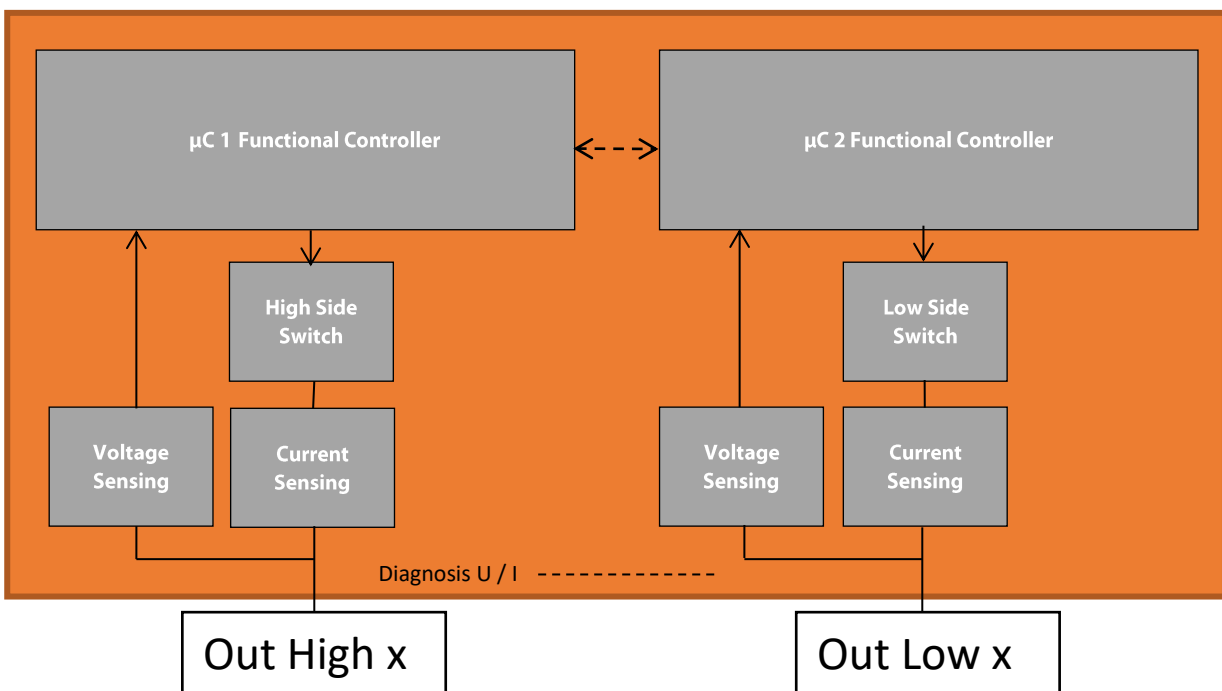 µC 1 Functional Controller
µC 2 Functional Controller
High Side
Switch
Low Side
Switch
Voltage
Sensing
Current
Sensing
Voltage
Sensing
Current
Sensing
Diagnosis U / I
Out High x
Out Low x